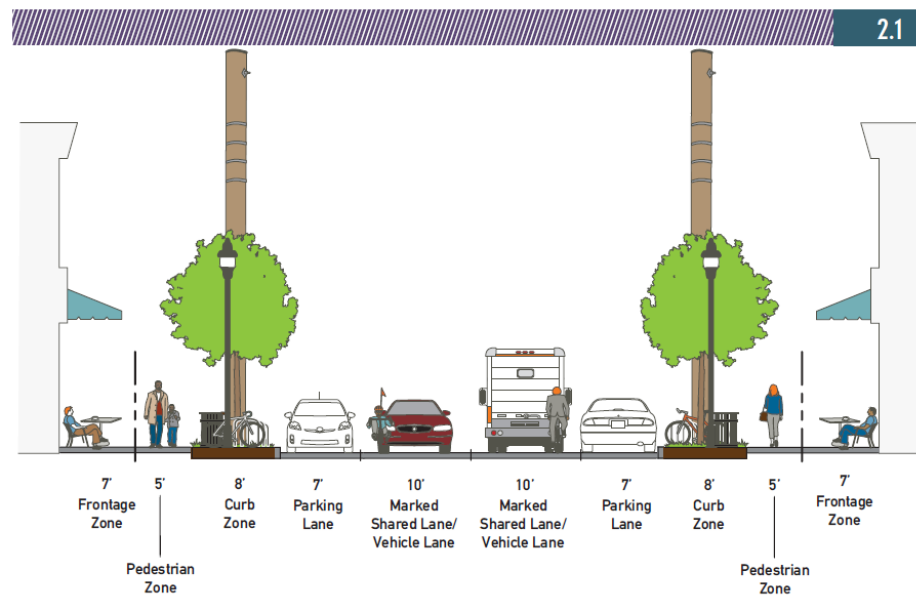 2.1
7’
Frontage
Zone
5’
Pedestrian
Zone
8’
Curb
Zone
7’
Parking
Lane
10’
Marked
Shared Lane/
Vehicle Lane
10’
Marked
Shared Lane/
Vehicle Lane
7’
Parking
Lane
8’
Curb
Zone
5’
Pedestrian
Zone
7’
Frontage
Zone